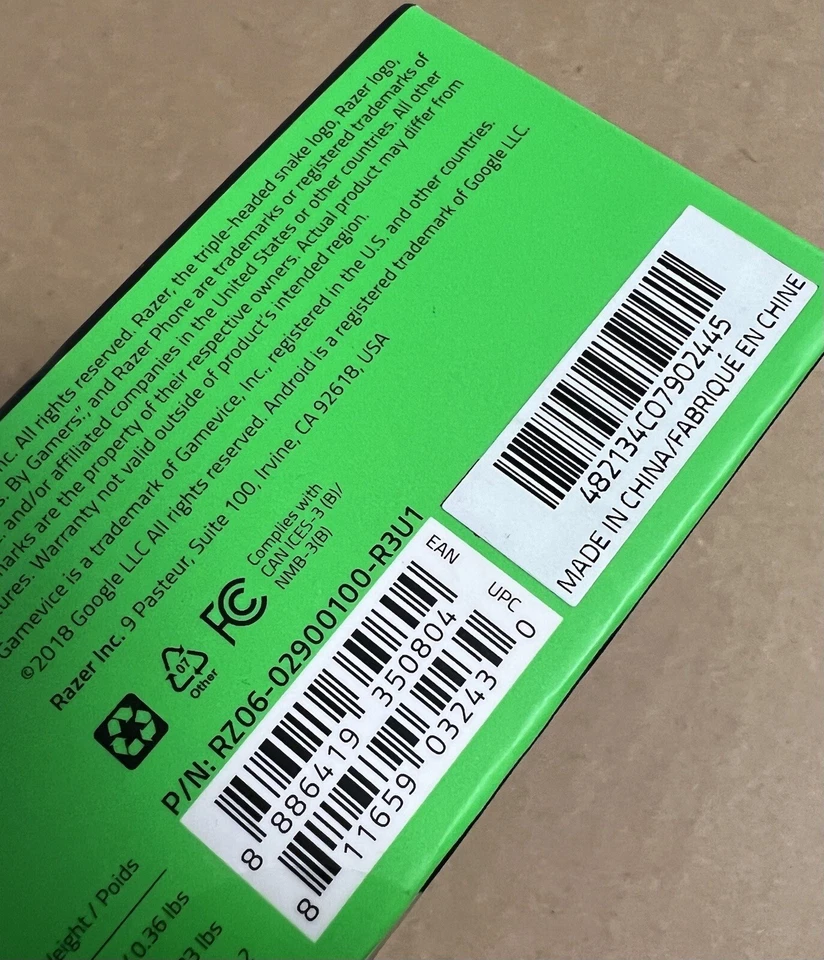 All rights reserved. Razer, the triple-headed snake logo, Razer logo,
By Gamers.", and Razer Phone are trademarks or registered trademarks of
and/or affiliated companies in the United States or other countries. All other
are the property of their respective owners. Actual product may differ from
Warranty not valid outside of product's intended region.
Gamevice is a trademark of Gamevice, Inc., registered in the U.S. and other countries.
©2018 Google LLC All rights reserved. Android is a registered trademark of Google LLC.
Razer Inc. 9 Pasteur, Suite 100, Irvine, CA 92618, USA
07
Other
FC
Complies with
CAN ICES-3 (B)/
NMB-3(B)
P/N: RZ06-02900100-R3U1
EAN
8 886419 350804
UPC
8 11659 03243 0
482134C07902445
MADE IN CHINA/FABRIQUÉ EN CHINE
/ Poids
0.36 lbs
lbs